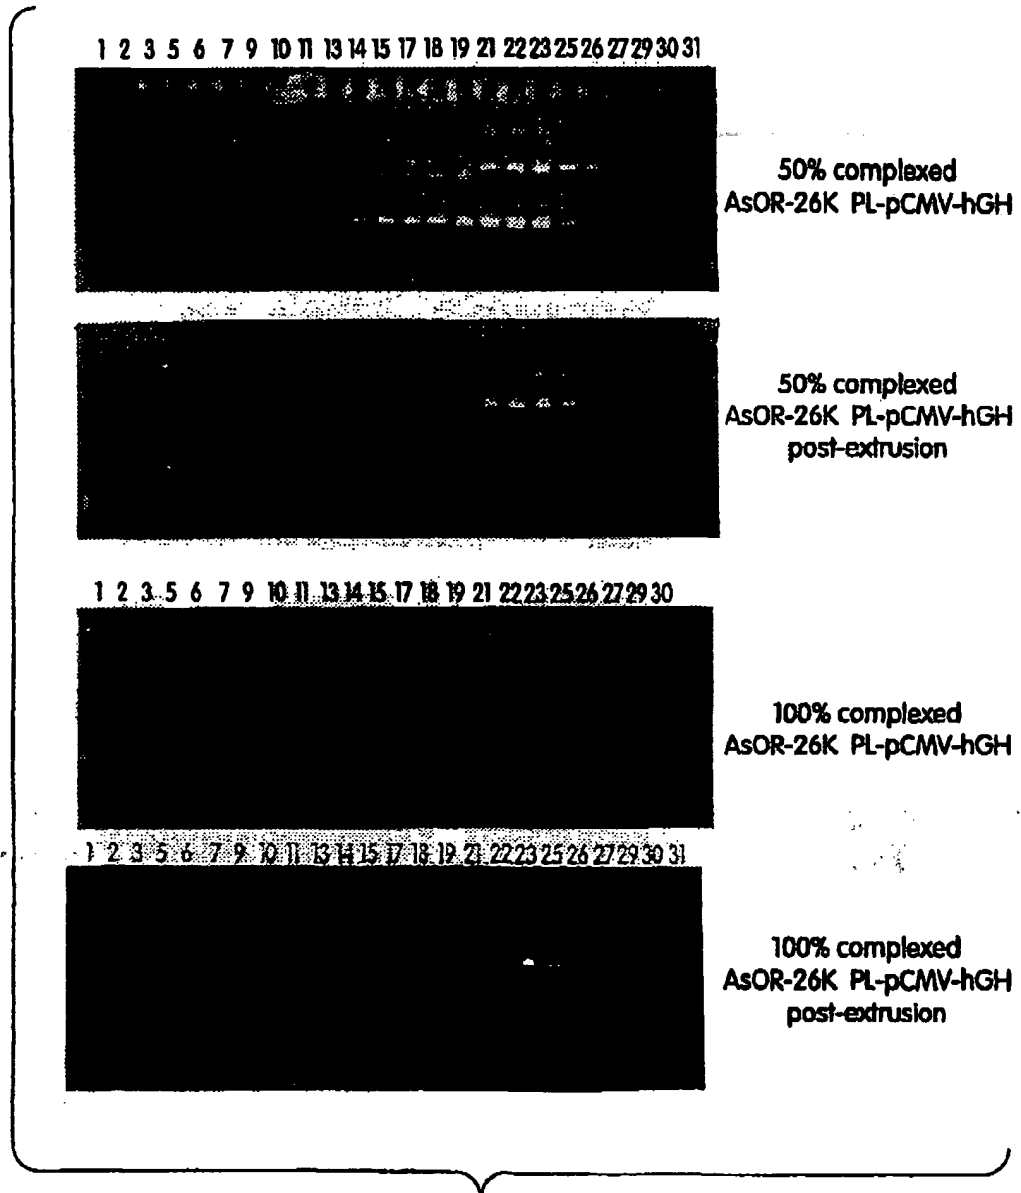 1 2 3 5 6 7 9 10 11 13 14 15 17 18 19 21 22 23 25 26 27 29 30 31
50% complexed
AsOR-26K PL-pCMV-hGH
50% complexed
AsOR-26K PL-pCMV-hGH
post-extrusion
1 2 3 5 6 7 9 10 11 13 14 15 17 18 19 21 22 23 25 26 27 29 30
100% complexed
AsOR-26K PL-pCMV-hGH
1 2 3 5 6 7 9 10 11 13 14 15 17 18 19 21 22 23 25 26 27 29 30 31
100% complexed
AsOR-26K PL-pCMV-hGH
post-extrusion